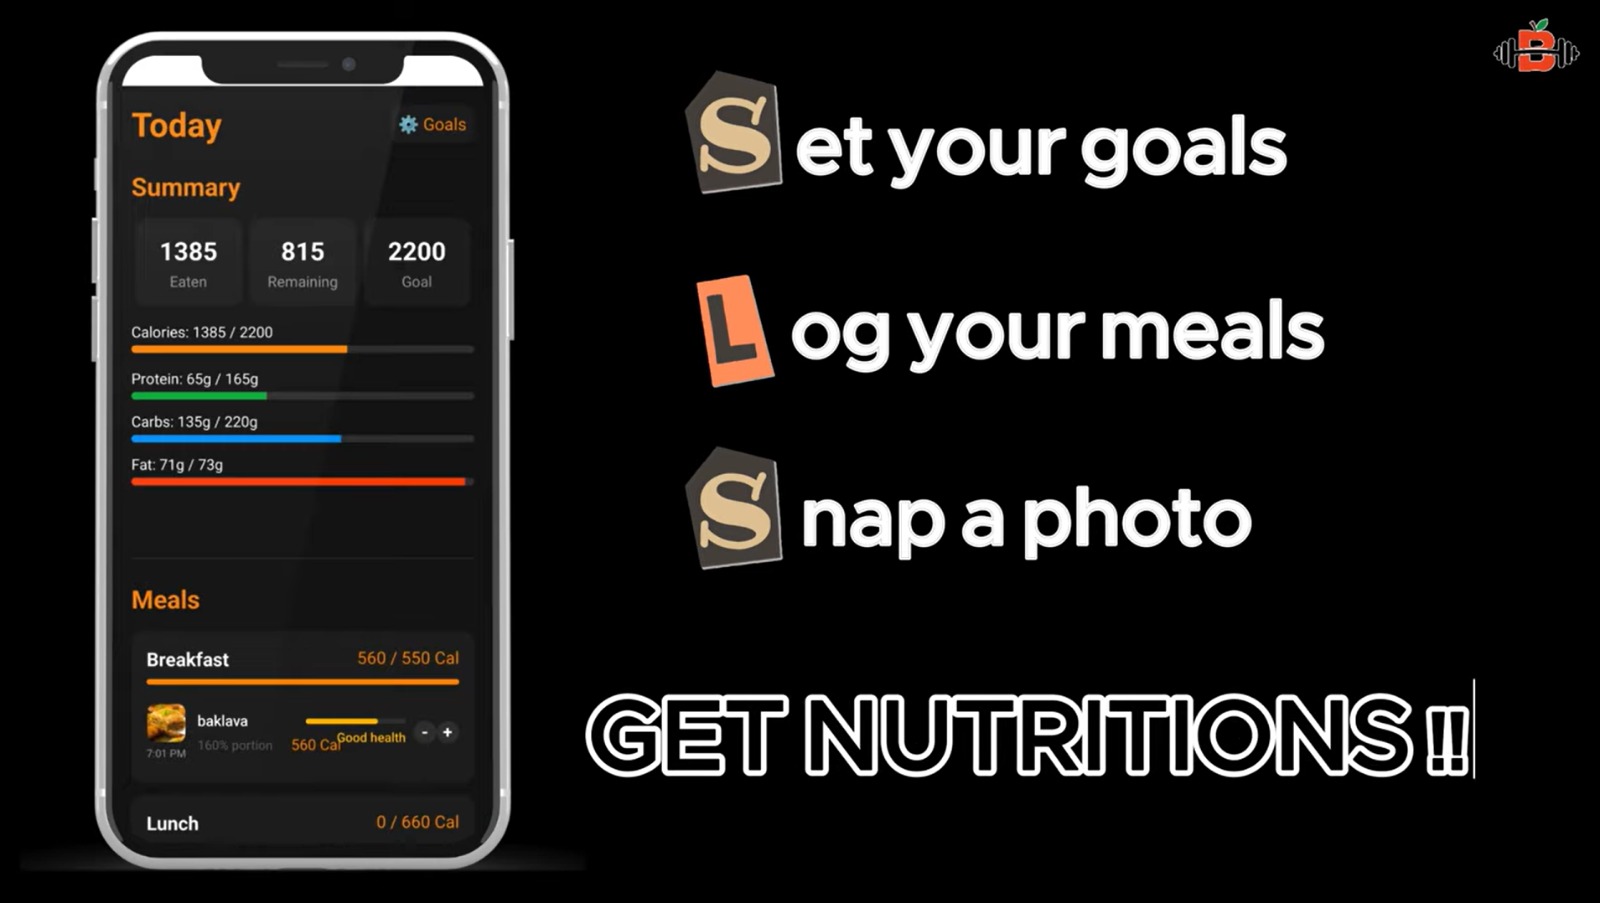 Today
⚙ Goals
Summary
1385 815 2200
Eaten Remaining Goal
Calories: 1385 / 2200
Protein: 65g / 165g
Carbs: 135g / 220g
Fat: 71g / 73g
Meals
Breakfast 560 / 550 Cal
baklava
160% portion 560 Cal Good health - +
7:01 PM
Lunch 0 / 660 Cal
Set your goals
Log your meals
Snap a photo
GET NUTRITIONS !!
B